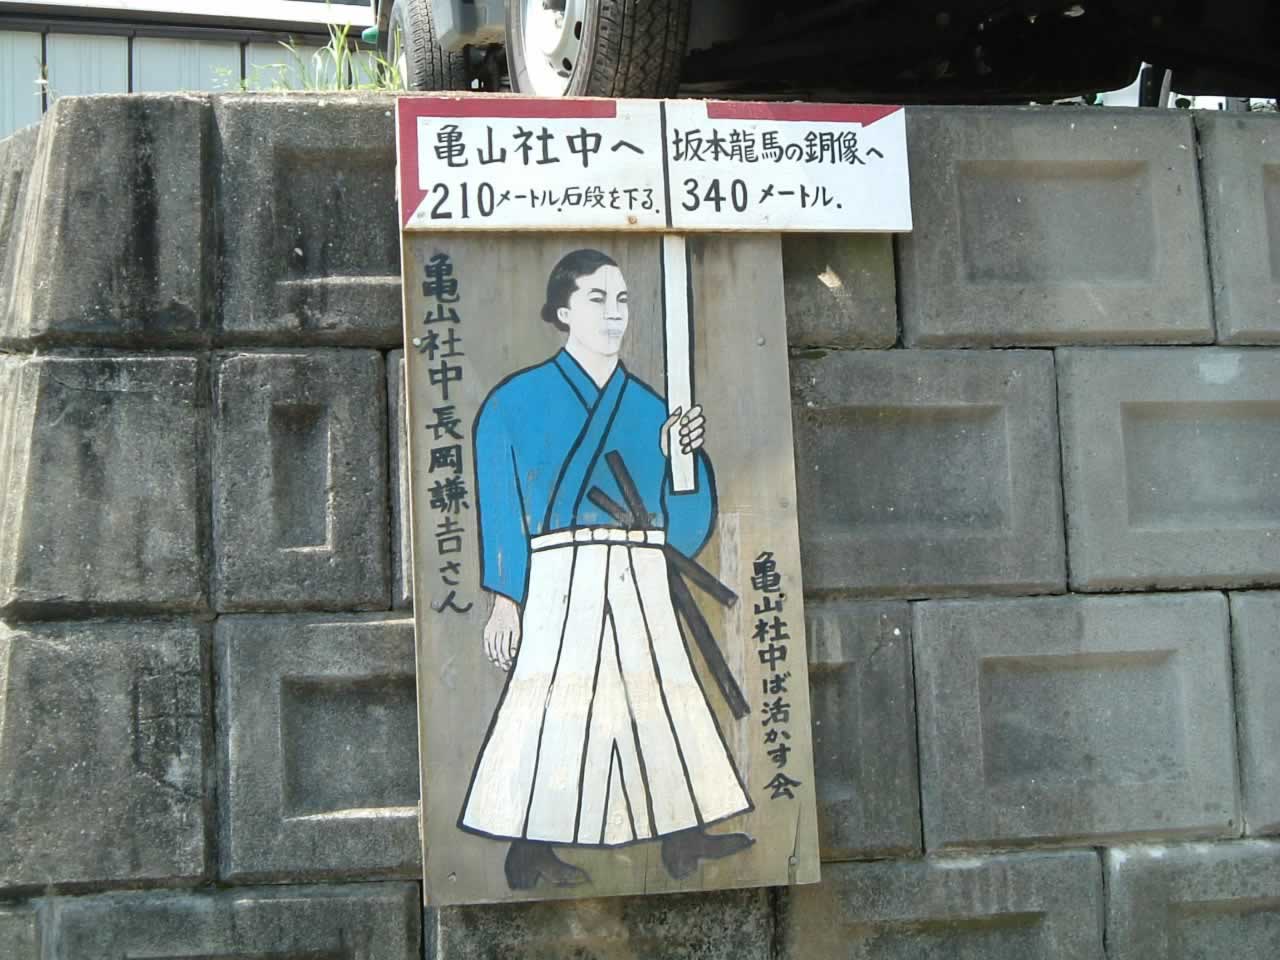 亀山社中へ
210メートル.石段を下る.
坂本龍馬の銅像へ
340メートル.
亀山社中長岡謙吉さん
亀山社中ば活かす会